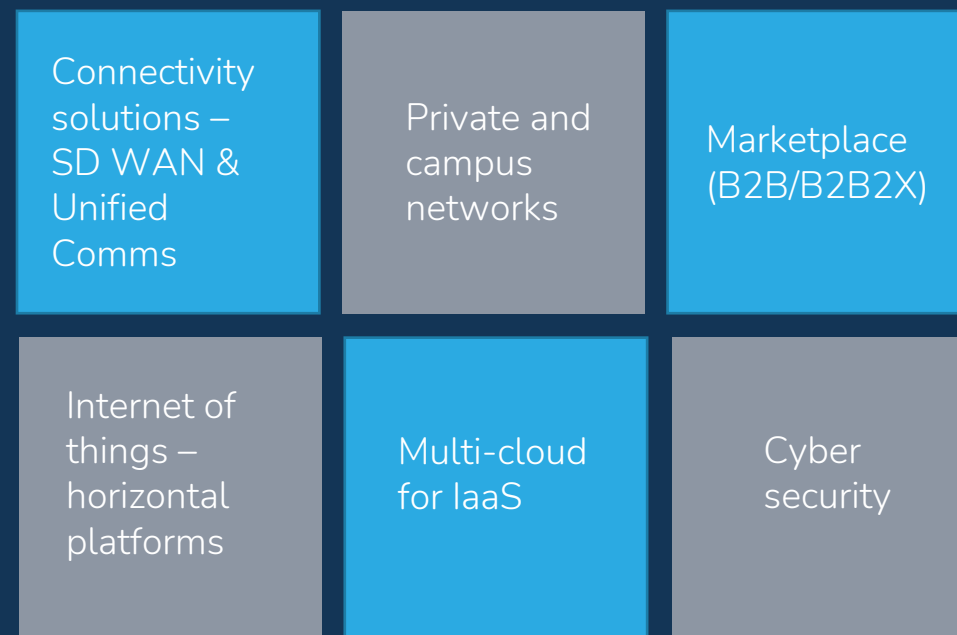 Connectivity
solutions –
SD WAN &
Unified
Comms
Private and
campus
networks
Marketplace
(B2B/B2B2X)
Internet of
things –
horizontal
platforms
Multi-cloud
for IaaS
Cyber
security